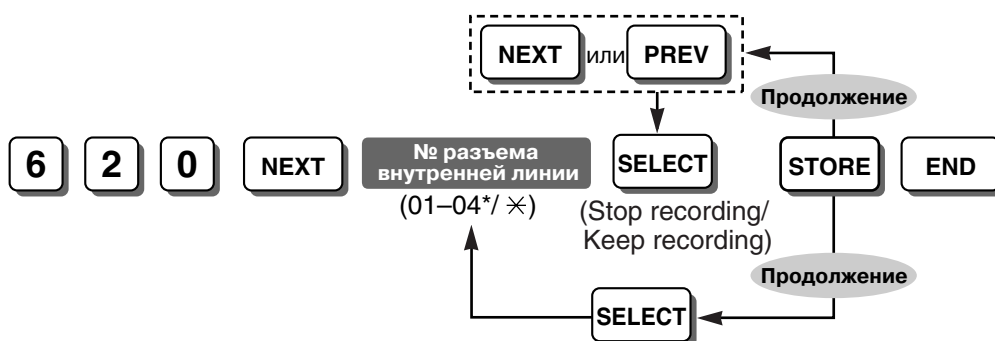 NEXT или PREV
Продолжение
6 2 0 NEXT № разъема SELECT STORE END
внутренней линии
(01–04*/ ✳) (Stop recording/
Keep recording)
Продолжение
SELECT